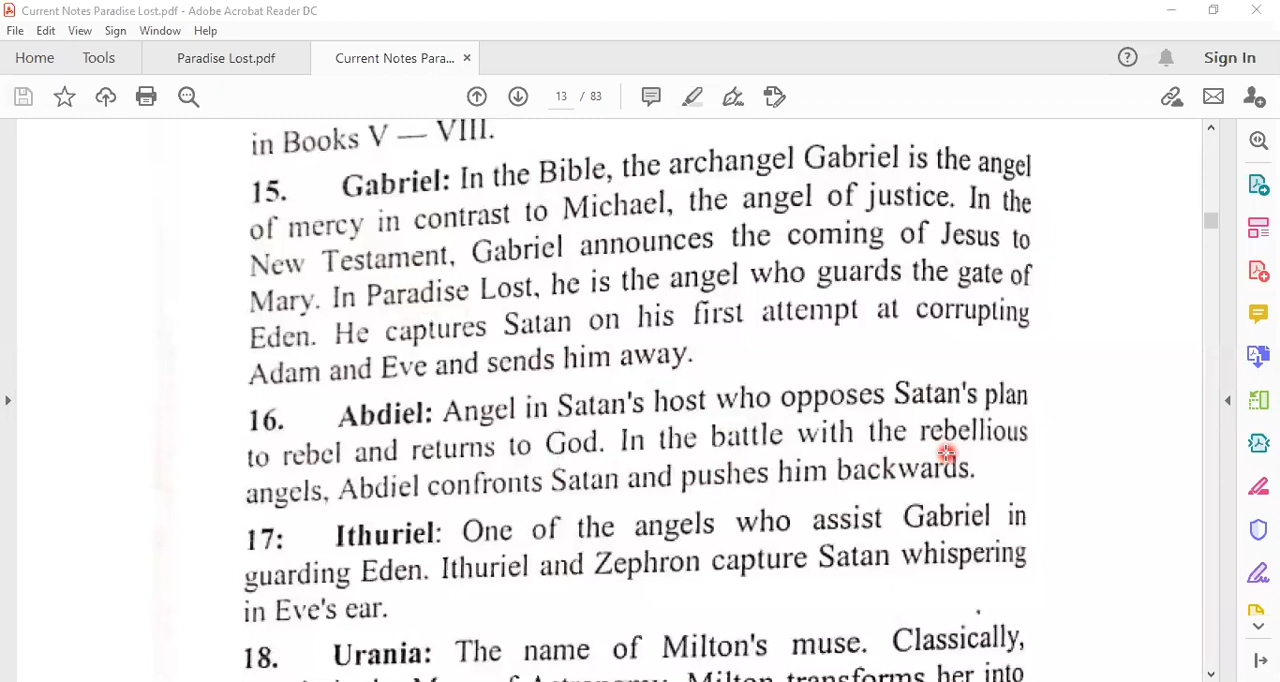 Current Notes Paradise Lost.pdf - Adobe Acrobat Reader DC
File Edit View Sign Window Help
Home Tools Paradise Lost.pdf Current Notes Para... × Sign In
13 / 83
in Books V — VIII.
15. Gabriel: In the Bible, the archangel Gabriel is the angel
of mercy in contrast to Michael, the angel of justice. In the
New Testament, Gabriel announces the coming of Jesus to
Mary. In Paradise Lost, he is the angel who guards the gate of
Eden. He captures Satan on his first attempt at corrupting
Adam and Eve and sends him away.
16. Abdiel: Angel in Satan's host who opposes Satan's plan
to rebel and returns to God. In the battle with the rebellious
angels, Abdiel confronts Satan and pushes him backwards.
17: Ithuriel: One of the angels who assist Gabriel in
guarding Eden. Ithuriel and Zephron capture Satan whispering
in Eve's ear.
18. Urania: The name of Milton's muse. Classically,
Milton transforms her into